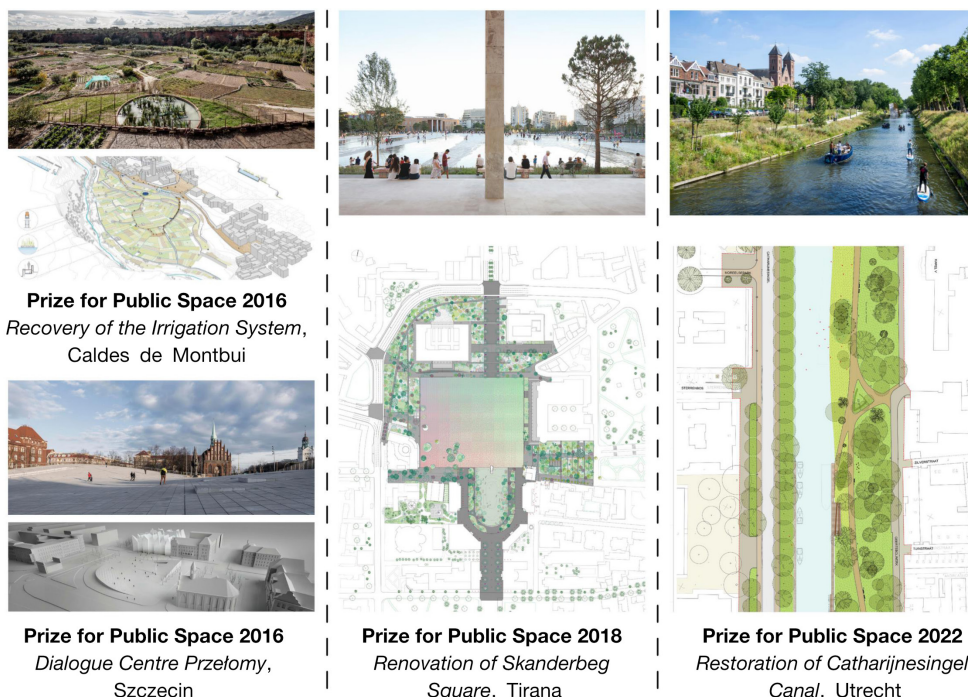 Prize for Public Space 2016
Recovery of the Irrigation System,
Caldes de Montbui
Prize for Public Space 2016
Dialogue Centre Przełomy,
Szczecin
Prize for Public Space 2018
Renovation of Skanderbeg
Square, Tirana
Prize for Public Space 2022
Restoration of Catharijnesingel
Canal, Utrecht